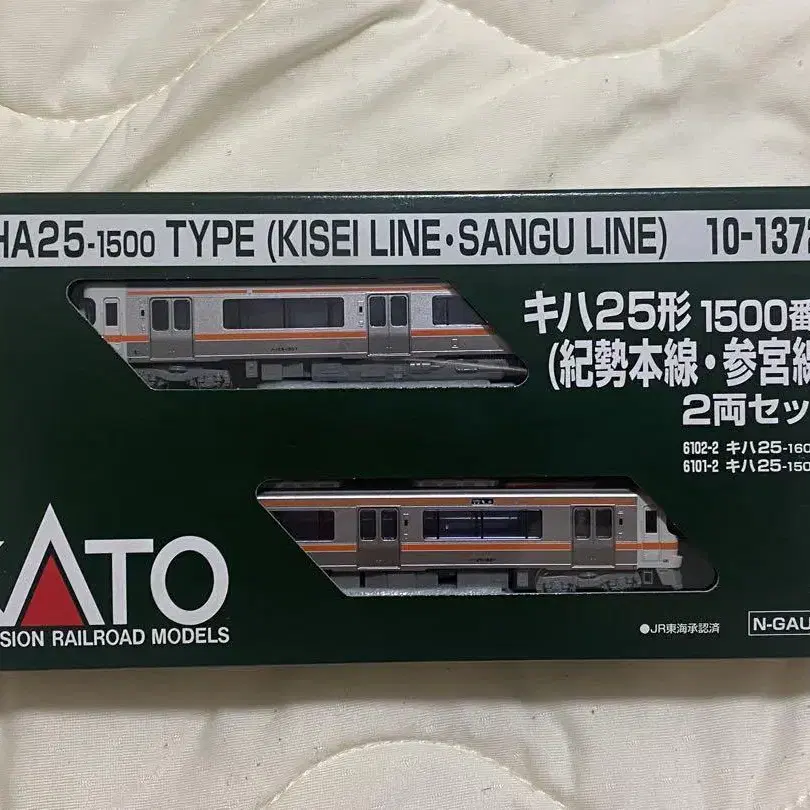 HA25-1500 TYPE (KISEI LINE・SANGU LINE) 10-137
キハ25形 1500番
(紀勢本線・参宮線
2両セッ
6102-2 キハ25-160
6101-2 キハ25-150
KATO
SION RAILROAD MODELS
●JR東海承認済
N-GAU